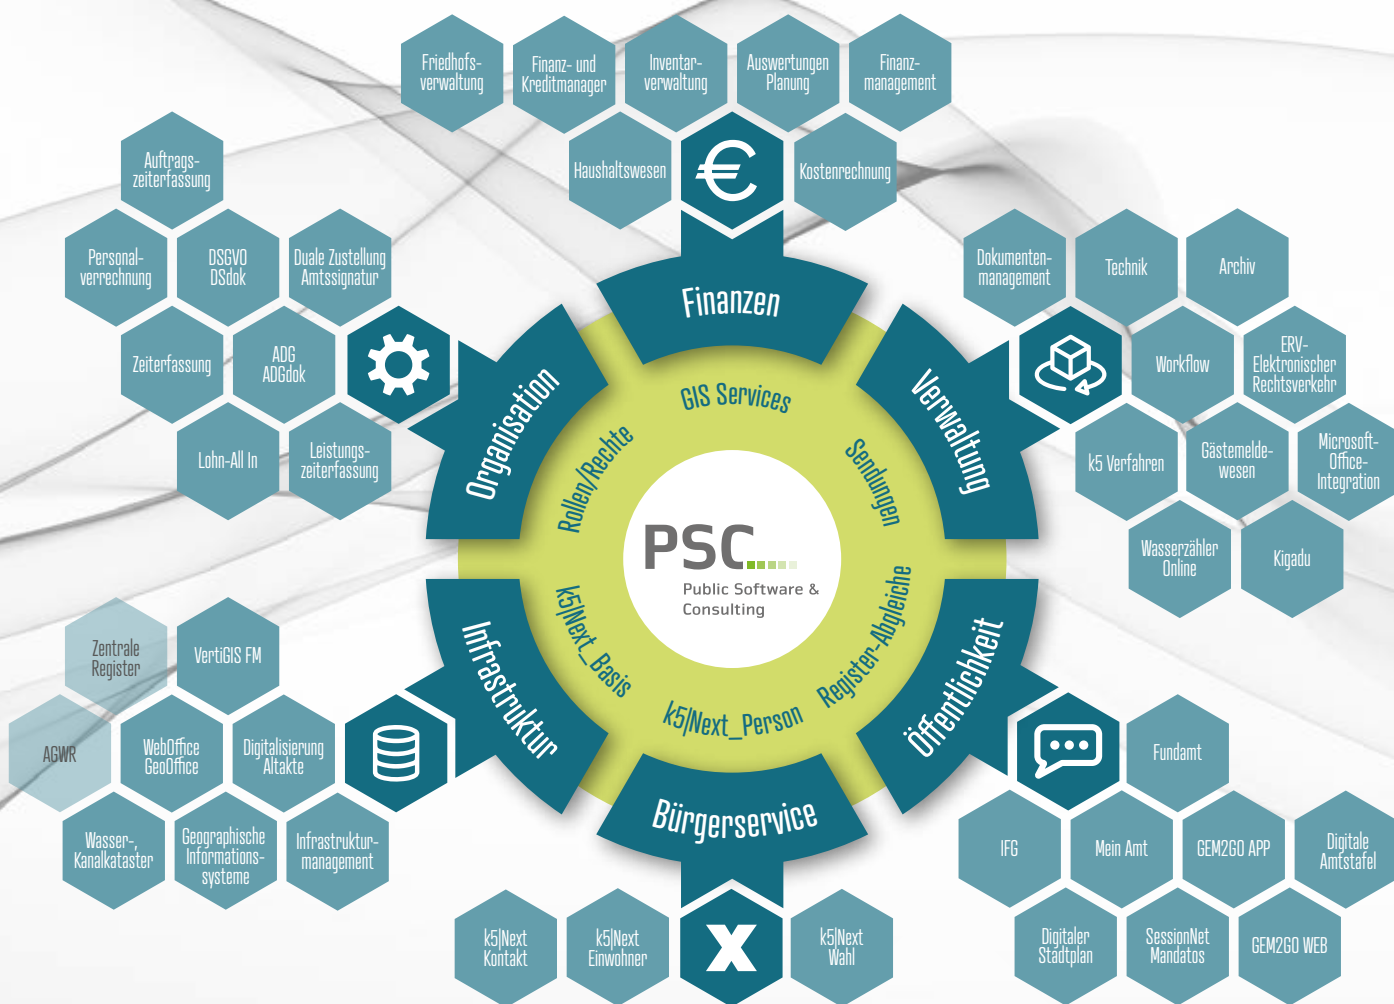 Friedhofs-
verwaltung
Finanz- und
Kreditmanager
Inventar-
verwaltung
Auswertungen
Planung
Finanz-
management
Haushaltswesen
€
Kostenrechnung
Finanzen
Auftrags-
zeiterfassung
Personal-
verrechnung
DSGVO
DSdok
Duale Zustellung
Amtssignatur
Zeiterfassung
ADG
ADGdok
Lohn-All In
Leistungs-
zeiterfassung
Organisation
Dokumenten-
management
Technik
Archiv
Workflow
ERV-
Elektronischer
Rechtsverkehr
k5 Verfahren
Gästemelde-
wesen
Microsoft-
Office-
Integration
Wasserzähler
Online
Kigadu
Verwaltung
GIS Services
Rollen/Rechte
Sendungen
PSC
Public Software &
Consulting
k5|Next_Basis
Register-Abgleiche
k5|Next_Person
Infrastruktur
Zentrale
Register
VertiGIS FM
AGWR
WebOffice
GeoOffice
Digitalisierung
Altakte
Wasser-,
Kanalkataster
Geographische
Informations-
systeme
Infrastruktur-
management
Öffentlichkeit
Fundamt
IFG
Mein Amt
GEM2GO APP
Digitale
Amtstafel
Digitaler
Stadtplan
SessionNet
Mandatos
GEM2GO WEB
Bürgerservice
k5|Next
Kontakt
k5|Next
Einwohner
X
k5|Next
Wahl